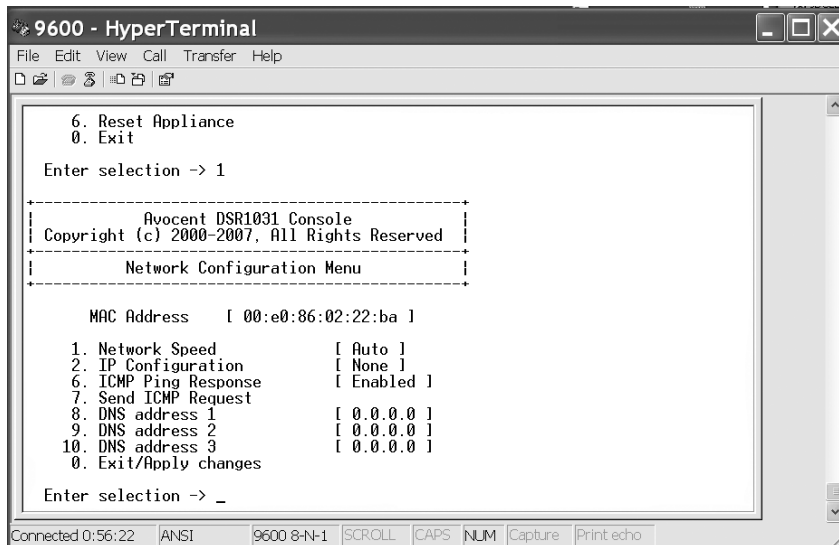 9600 - HyperTerminal
File Edit View Call Transfer Help
6. Reset Appliance
0. Exit
Enter selection -> 1
Avocent DSR1031 Console
Copyright (c) 2000-2007, All Rights Reserved
Network Configuration Menu
MAC Address [ 00:e0:86:02:22:ba ]
1. Network Speed [ Auto ]
2. IP Configuration [ None ]
6. ICMP Ping Response [ Enabled ]
7. Send ICMP Request
8. DNS address 1 [ 0.0.0.0 ]
9. DNS address 2 [ 0.0.0.0 ]
10. DNS address 3 [ 0.0.0.0 ]
0. Exit/Apply changes
Enter selection -> _
Connected 0:56:22 ANSI 9600 8-N-1 SCROLL CAPS NUM Capture Print echo